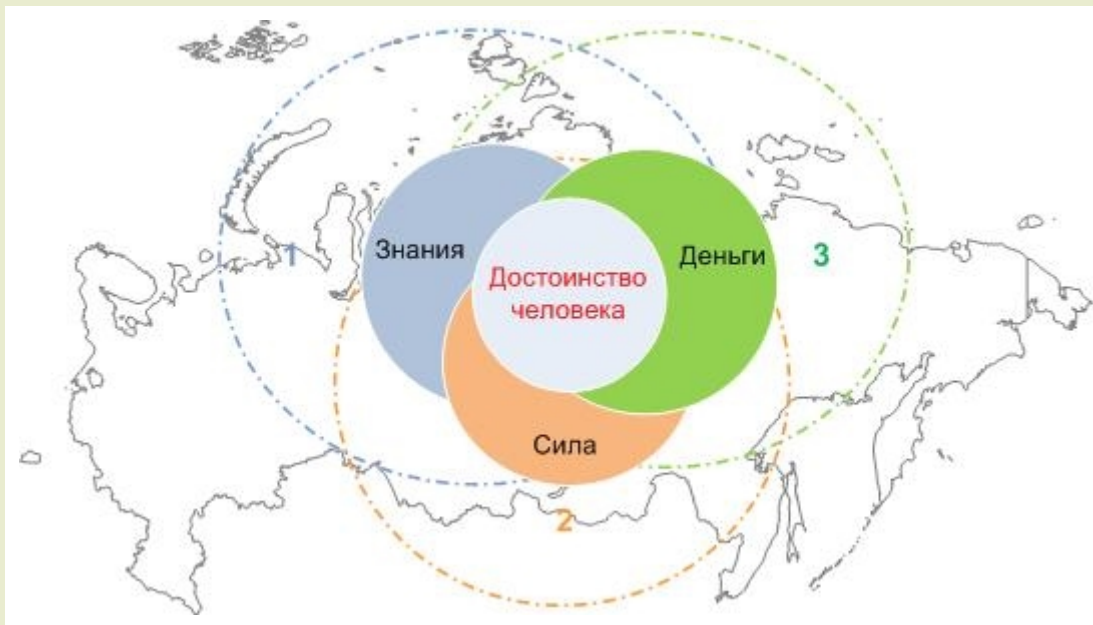 Знания
Деньги
Достоинство
человека
Сила
1
3
2